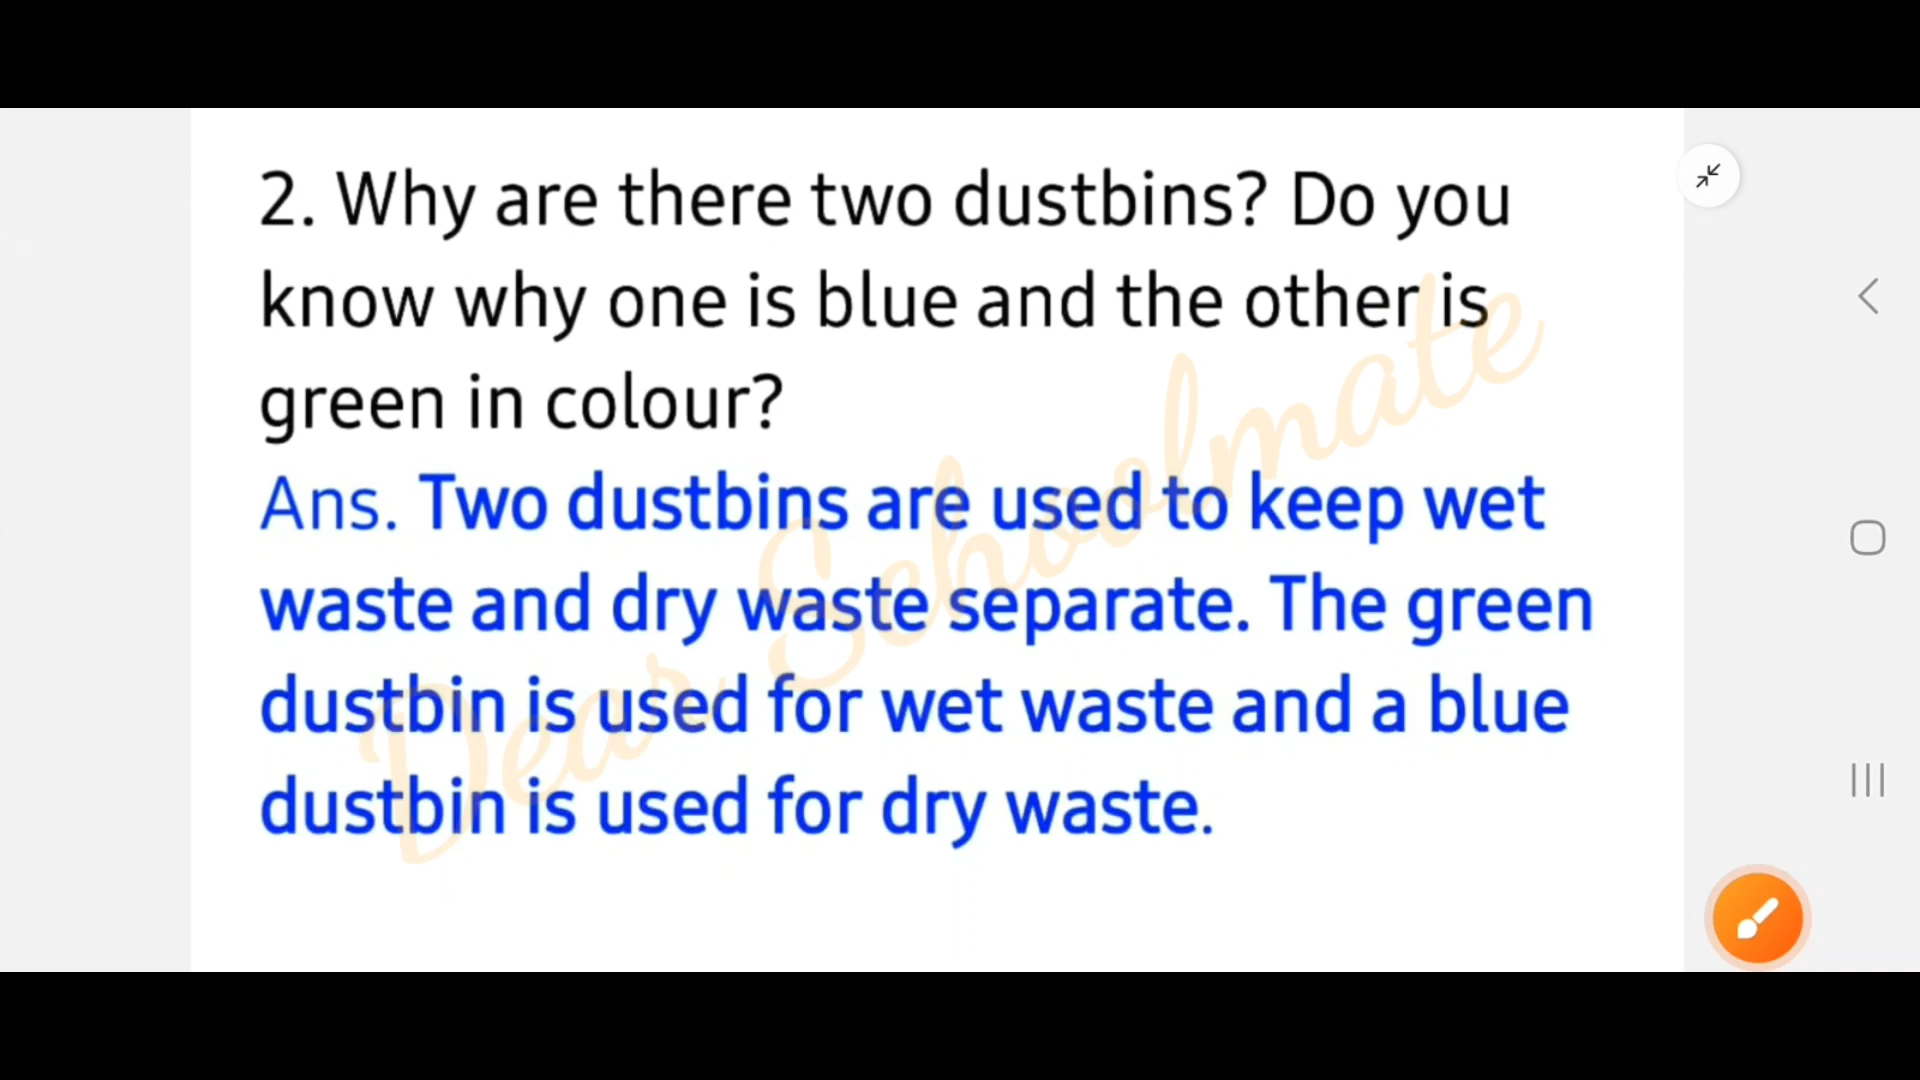 2. Why are there two dustbins? Do you
know why one is blue and the other is
green in colour?
Ans. Two dustbins are used to keep wet
waste and dry waste separate. The green
dustbin is used for wet waste and a blue
dustbin is used for dry waste.
Dear Schoolmate